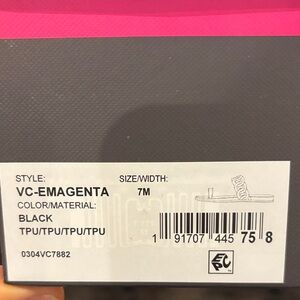 STYLE: SIZE/WIDTH:
VC-EMAGENTA 7M
COLOR/MATERIAL:
BLACK
TPU/TPU/TPU/TPU
1 91707 445 75 8
0304VC7882